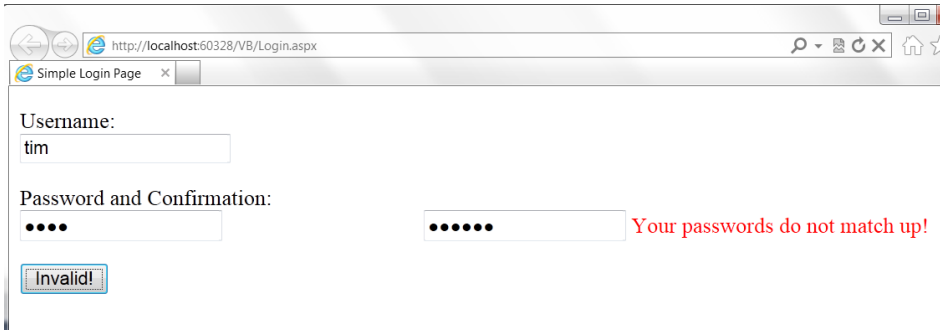 http://localhost:60328/VB/Login.aspx
Simple Login Page
Username:
tim
Password and Confirmation:
•••• •••••• Your passwords do not match up!
Invalid!